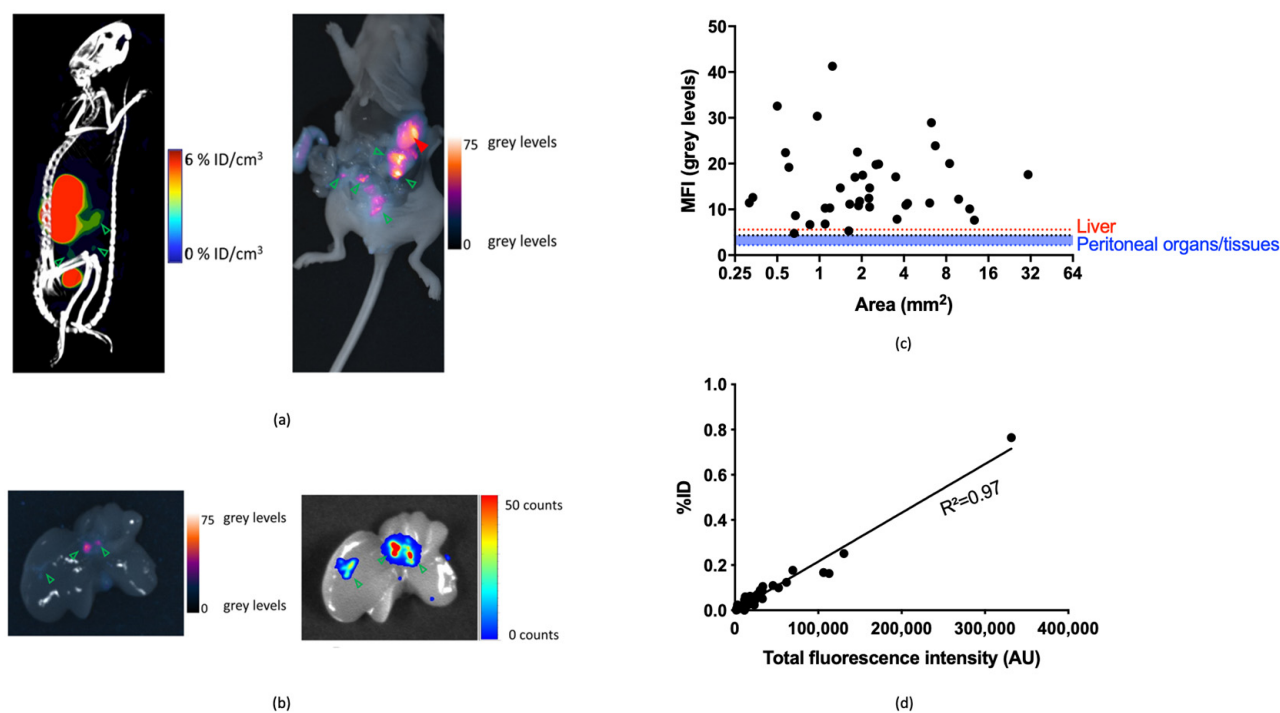 6 % ID/cm3
0 % ID/cm3
75 grey levels
0 grey levels
(a)
75 grey levels
0 grey levels
50 counts
0 counts
(b)
50
40
30
20
10
0
MFI (grey levels)
Liver
Peritoneal organs/tissues
0.25 0.5 1 2 4 8 16 32 64
Area (mm2)
(c)
1.0
0.8
0.6
0.4
0.2
0.0
%ID
R²=0.97
0 100,000 200,000 300,000 400,000
Total fluorescence intensity (AU)
(d)